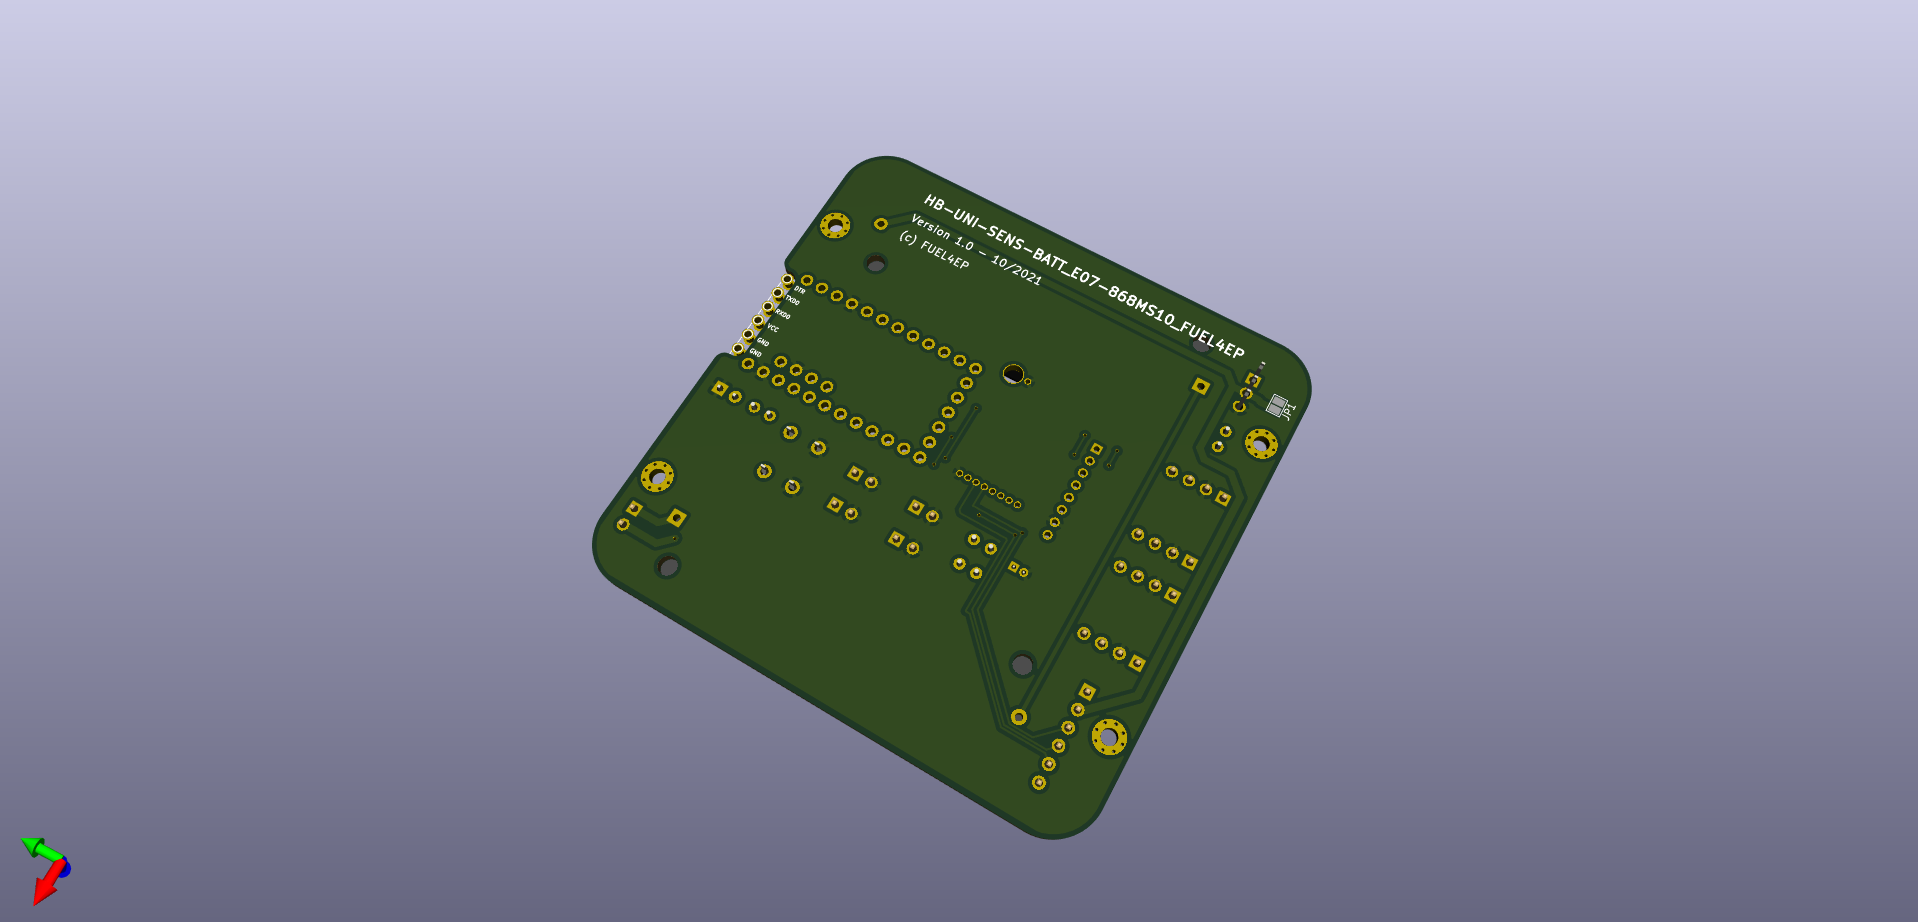 HB-UNI-SENS-BATT_E07-868MS10_FUEL4EP
Version 1.0 - 10/2021
(c) FUEL4EP
DTR
TXD0
RXD0
VCC
GND
GND
JP1